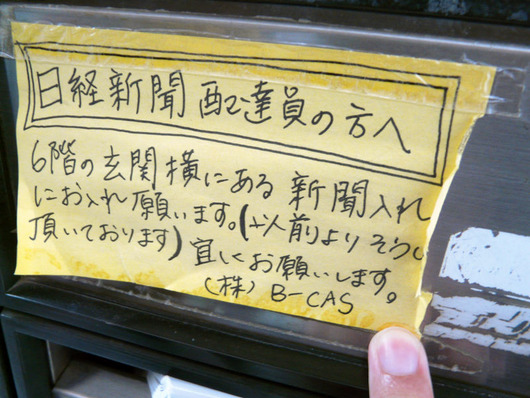 日経新聞 配達員の方へ
6階の玄関横にある新聞入れ
にお入れ願います。(以前よりそうして
頂いております)宜しくお願いします。
(株) B-CAS